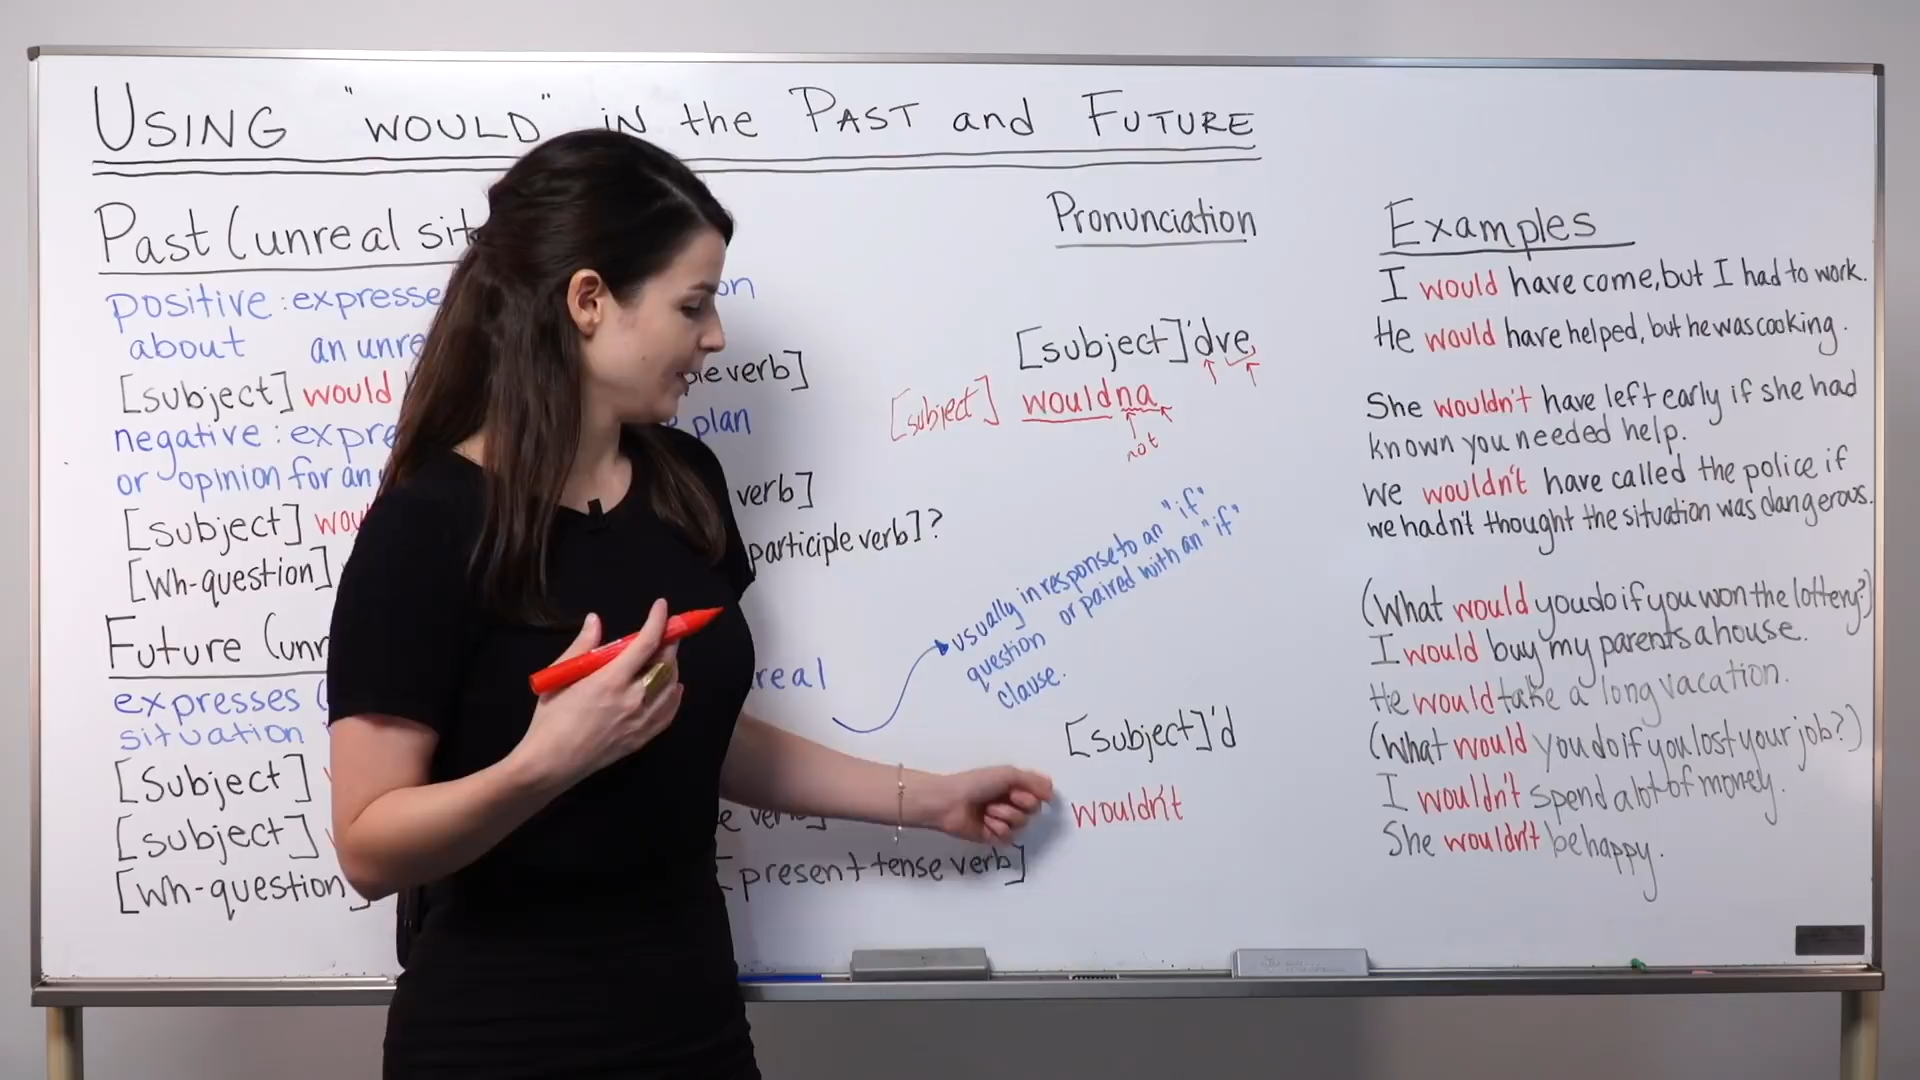 USING "WOULD" IN the PAST and FUTURE
Past (unreal sit
positive : expresse on
about an unre
[subject] would ple verb]
negative : expre plan
or opinion for an
[subject] wou verb]
[Wh-question] participle verb]?
Future (unr
expresses real
situation
[Subject]
[subject] e verb]
[Wh-question] [present tense verb]
Pronunciation
[subject]'dve
[subject] wouldna
not
usually in response to an "if"
question or paired with an "if"
clause.
[subject]'d
wouldn't
Examples
I would have come, but I had to work.
He would have helped, but he was cooking.
She wouldn't have left early if she had
known you needed help.
We wouldn't have called the police if
we hadn't thought the situation was dangerous.
(What would you do if you won the lottery?)
I would buy my parents a house.
He would take a long vacation.
(What would you do if you lost your job?)
I wouldn't spend a lot of money.
She wouldn't be happy.